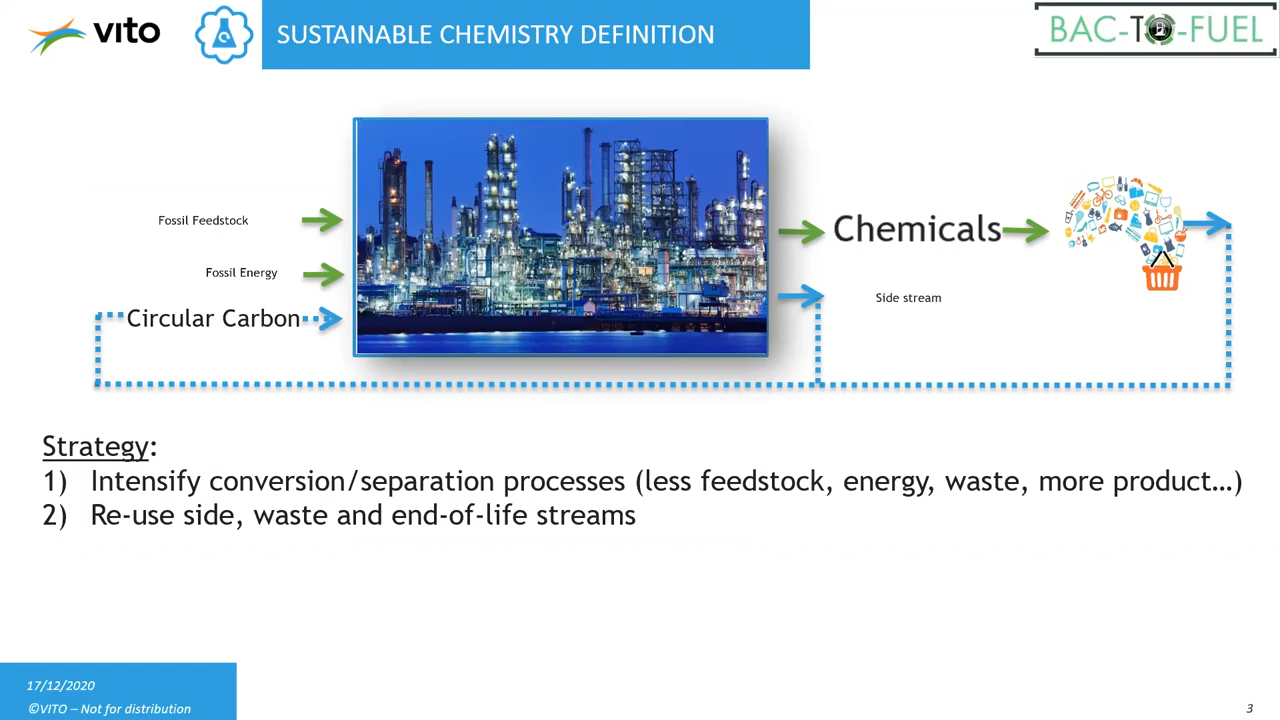 vito
SUSTAINABLE CHEMISTRY DEFINITION
BAC-TO-FUEL
Fossil Feedstock
Fossil Energy
Circular Carbon
Chemicals
Side stream
Strategy:
1) Intensify conversion/separation processes (less feedstock, energy, waste, more product…)
2) Re-use side, waste and end-of-life streams
17/12/2020
©VITO – Not for distribution
3